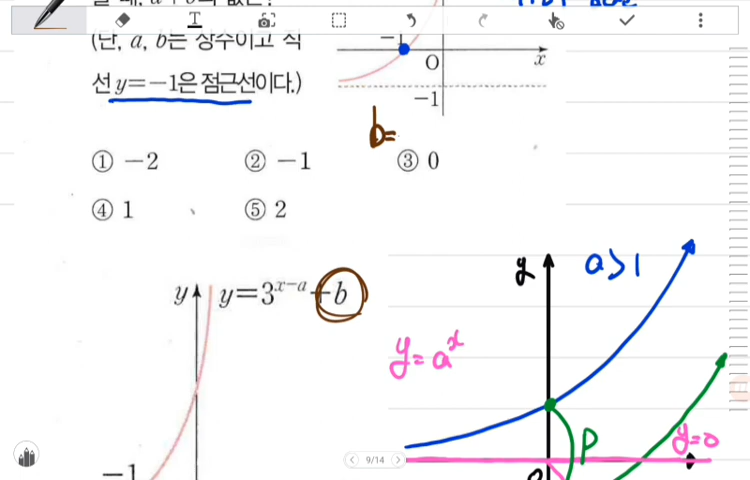 (단, a, b는 상수이고 직
선 y=-1은 점근선이다.)
-1
O
x
-1
b=
① -2
② -1
③ 0
④ 1
⑤ 2
y
y=3^{x-a}+b
-1
y
a>1
y=a^x
P
y=0
9/14